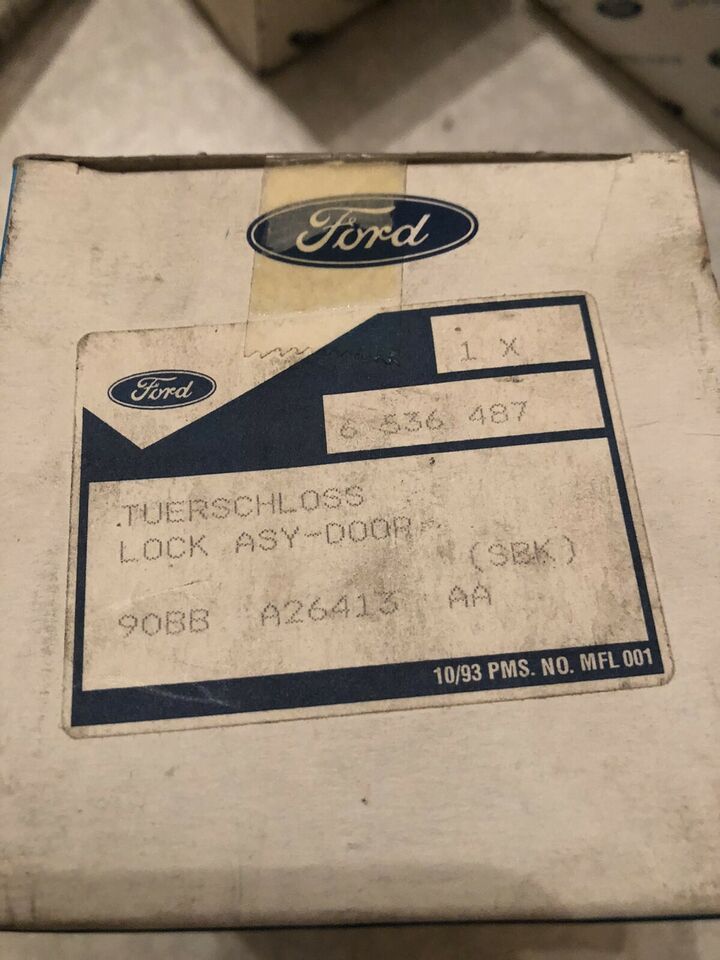 Ford
Ford
1 X
6 536 487
TUERSCHLOSS
LOCK ASY-DOOR
(SBK)
90BB A26413 AA
10/93 PMS. NO. MFL 001